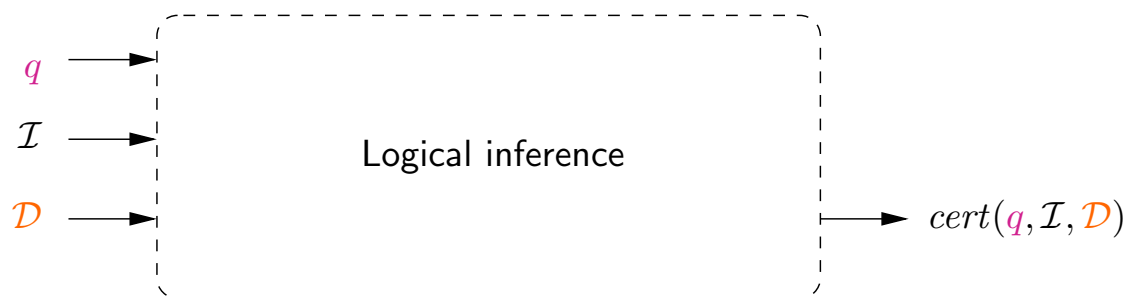 q
ℐ
Logical inference
𝒟
cert(q, ℐ, 𝒟)